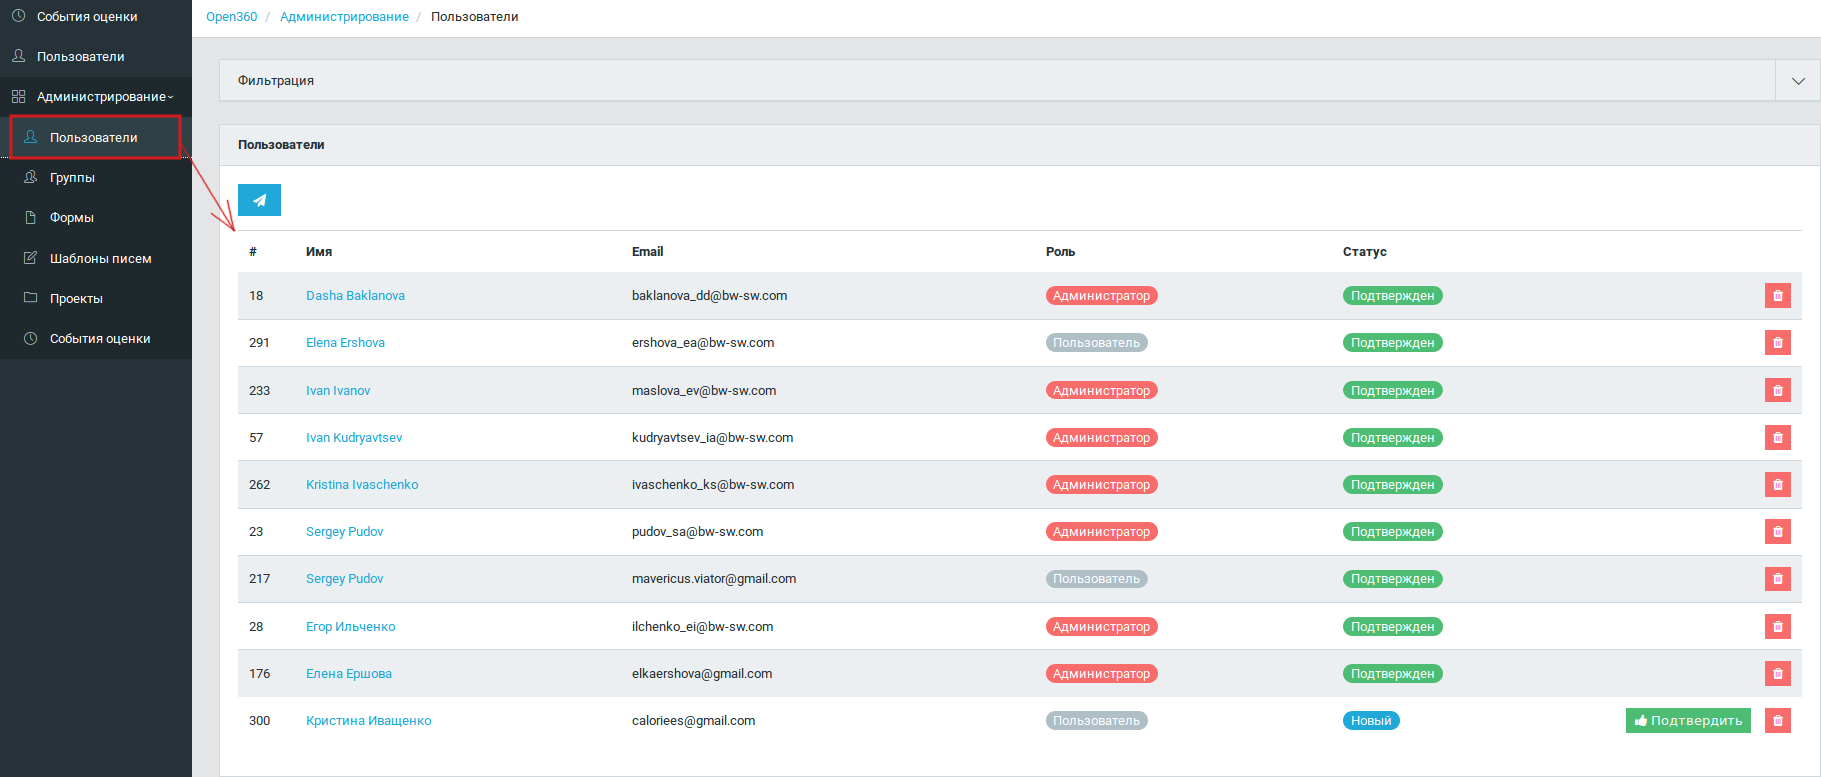 События оценки
Пользователи
Администрирование
Пользователи
Группы
Формы
Шаблоны писем
Проекты
События оценки
Open360 / Администрирование / Пользователи
Фильтрация
Пользователи
# Имя Email Роль Статус
18 Dasha Baklanova baklanova_dd@bw-sw.com Администратор Подтвержден
291 Elena Ershova ershova_ea@bw-sw.com Пользователь Подтвержден
233 Ivan Ivanov maslova_ev@bw-sw.com Администратор Подтвержден
57 Ivan Kudryavtsev kudryavtsev_ia@bw-sw.com Администратор Подтвержден
262 Kristina Ivaschenko ivaschenko_ks@bw-sw.com Администратор Подтвержден
23 Sergey Pudov pudov_sa@bw-sw.com Администратор Подтвержден
217 Sergey Pudov mavericus.viator@gmail.com Пользователь Подтвержден
28 Егор Ильченко ilchenko_ei@bw-sw.com Администратор Подтвержден
176 Елена Ершова elkaershova@gmail.com Администратор Подтвержден
300 Кристина Иващенко caloriees@gmail.com Пользователь Новый Подтвердить